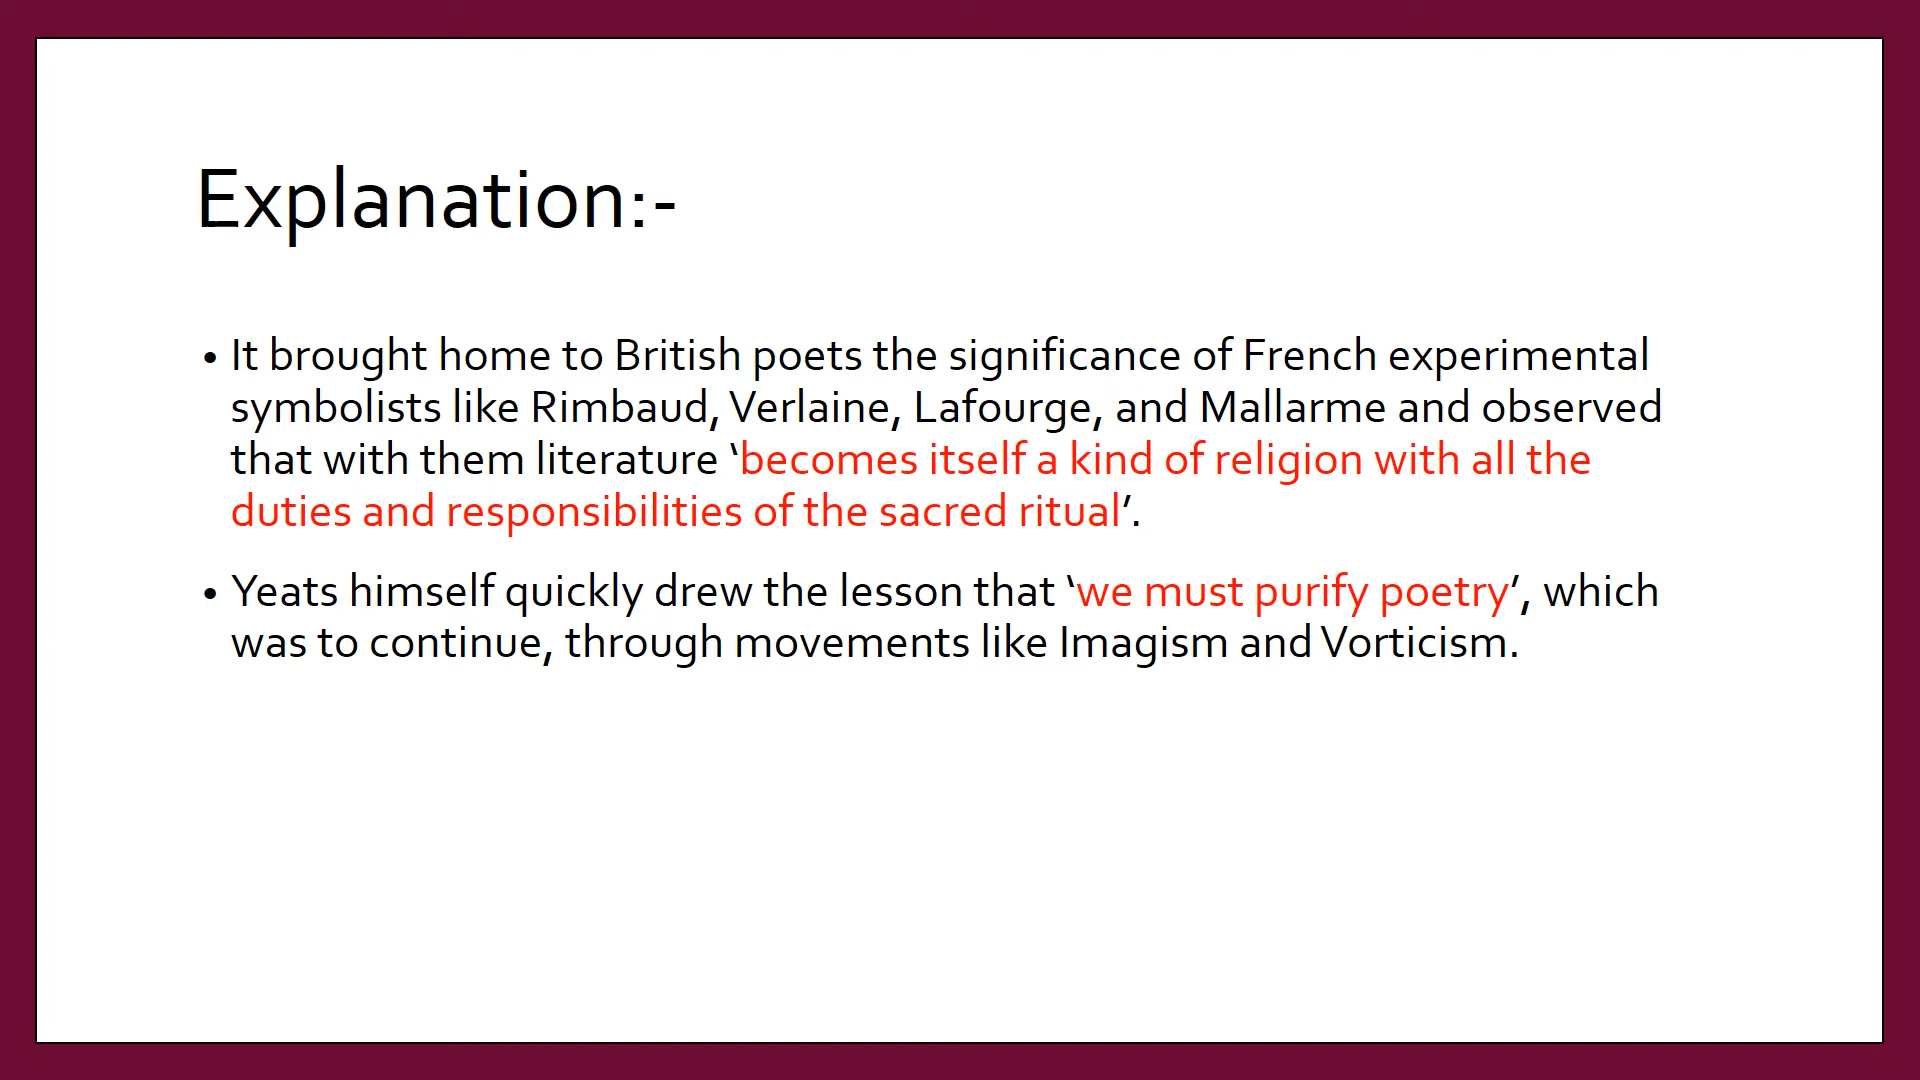 Explanation:-
• It brought home to British poets the significance of French experimental
symbolists like Rimbaud, Verlaine, Lafourge, and Mallarme and observed
that with them literature ‘becomes itself a kind of religion with all the
duties and responsibilities of the sacred ritual’.
• Yeats himself quickly drew the lesson that ‘we must purify poetry’, which
was to continue, through movements like Imagism and Vorticism.